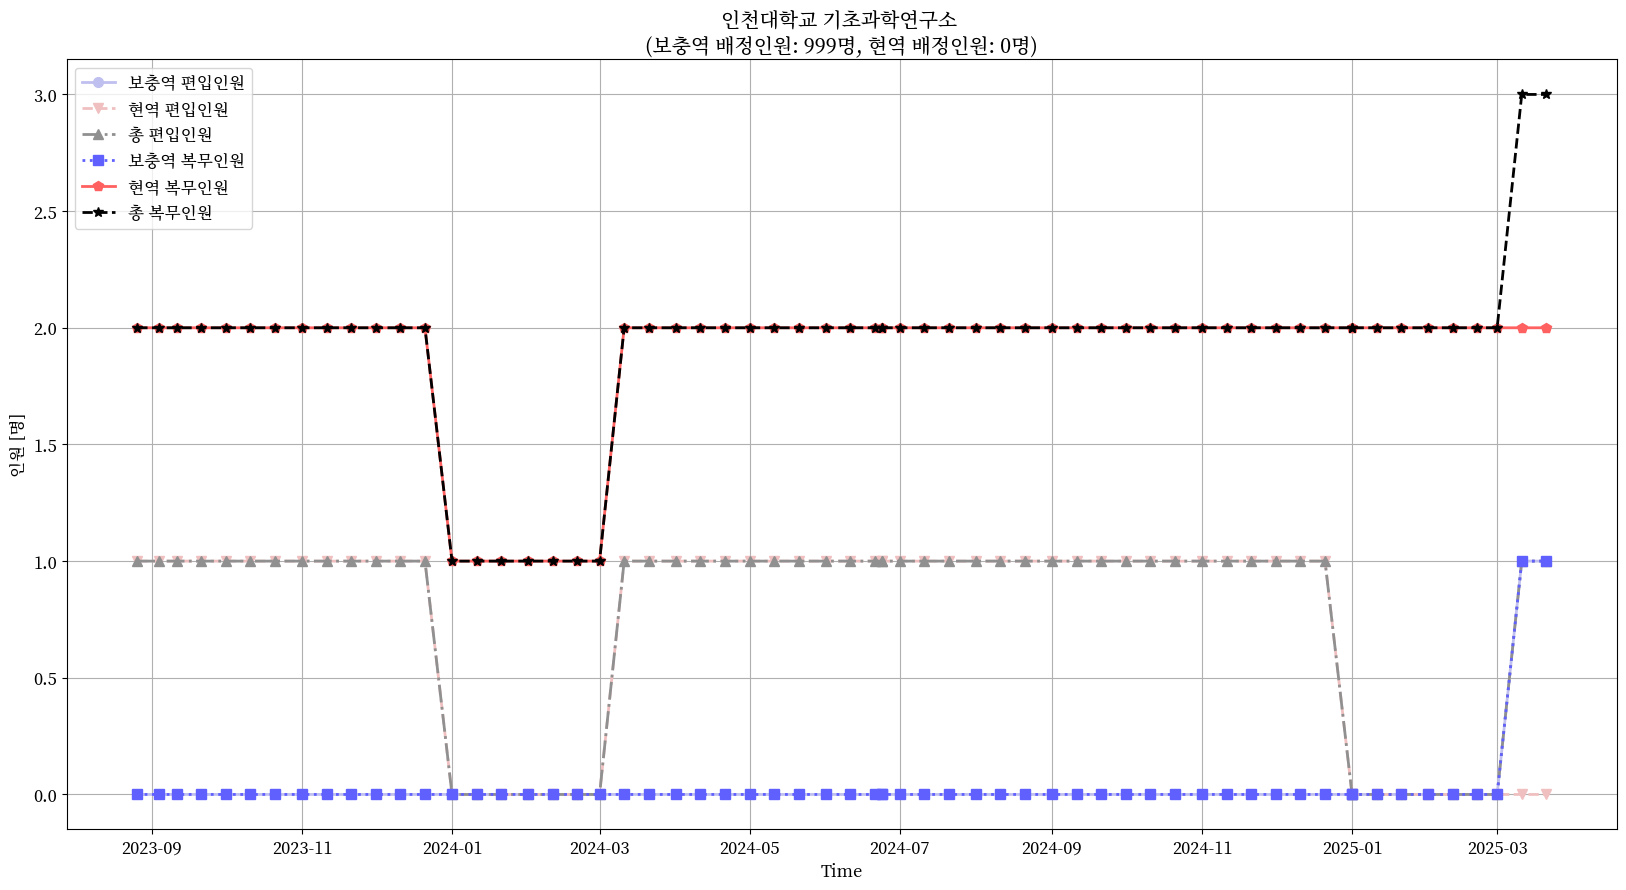 인천대학교 기초과학연구소
(보충역 배정인원: 999명, 현역 배정인원: 0명)
보충역 편입인원
현역 편입인원
총 편입인원
보충역 복무인원
현역 복무인원
총 복무인원
3.0
2.5
2.0
1.5
1.0
0.5
0.0
인원 [명]
2023-09 2023-11 2024-01 2024-03 2024-05 2024-07 2024-09 2024-11 2025-01 2025-03
Time